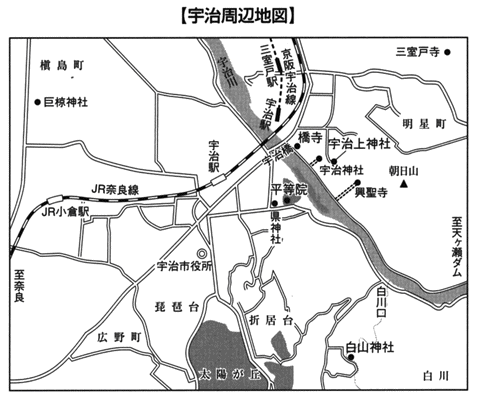 【宇治周辺地図】
槇島町
巨椋神社
宇治川
三室戸駅
京阪宇治線
宇治駅
三室戸寺
明星町
橋寺
宇治上神社
宇治橋
宇治神社
朝日山
興聖寺
宇治駅
JR奈良線
JR小倉駅
平等院
県神社
至奈良
宇治市役所
至天ヶ瀬ダム
琵琶台
折居台
白川口
広野町
太陽が丘
白山神社
白川